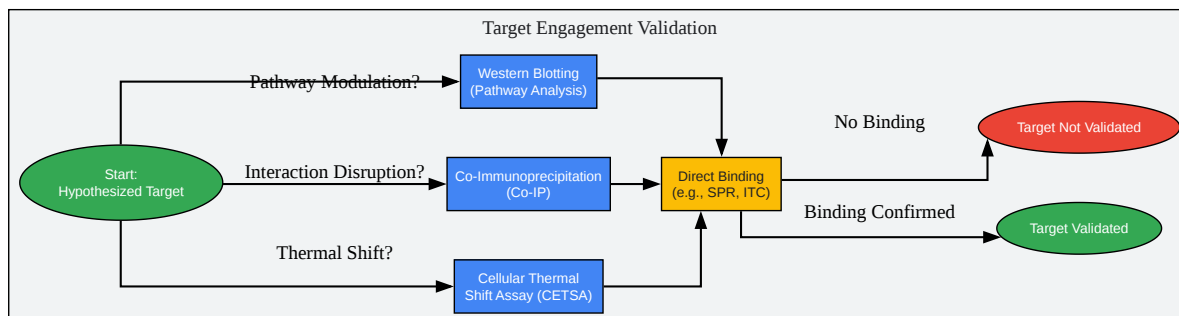 Target Engagement Validation
Pathway Modulation?
Western Blotting
(Pathway Analysis)
No Binding
Target Not Validated
Start:
Hypothesized Target
Interaction Disruption?
Co-Immunoprecipitation
(Co-IP)
Direct Binding
(e.g., SPR, ITC)
Binding Confirmed
Target Validated
Thermal Shift?
Cellular Thermal
Shift Assay (CETSA)